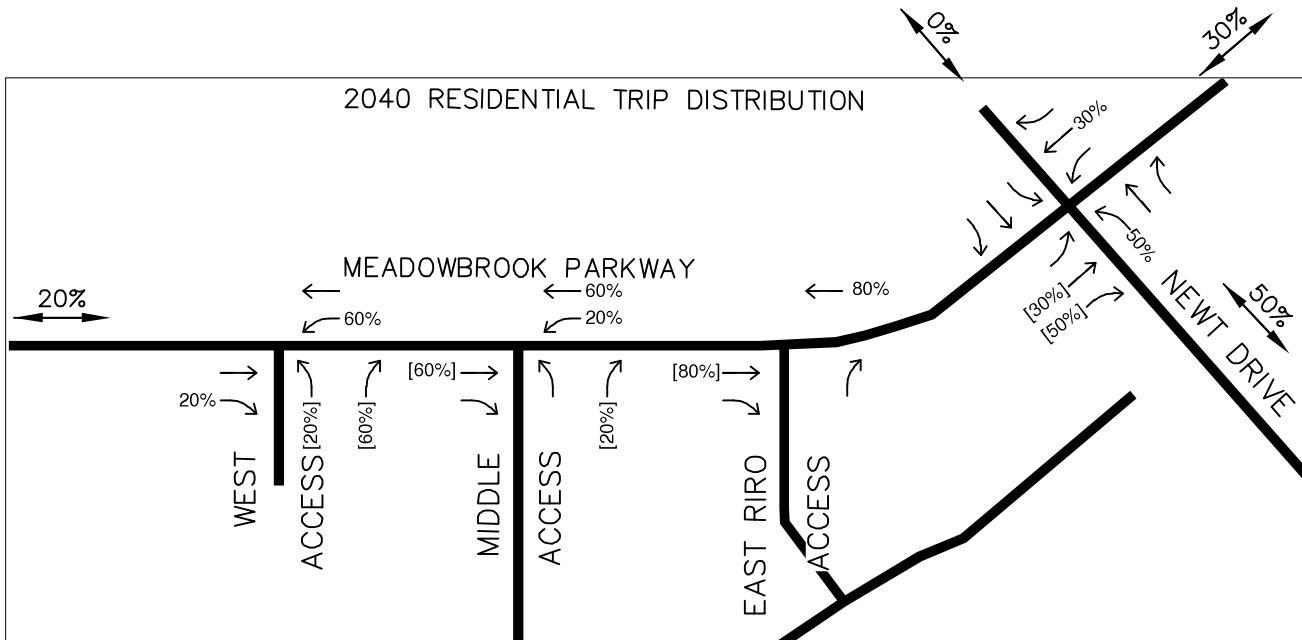 0%
30%
2040 RESIDENTIAL TRIP DISTRIBUTION
30%
50%
MEADOWBROOK PARKWAY
NEWT DRIVE
50%
20%
60%
80%
60%
20%
[30%]
[50%]
[60%]
[80%]
20%
[20%]
[60%]
[20%]
WEST
ACCESS
MIDDLE
ACCESS
EAST RIRO
ACCESS